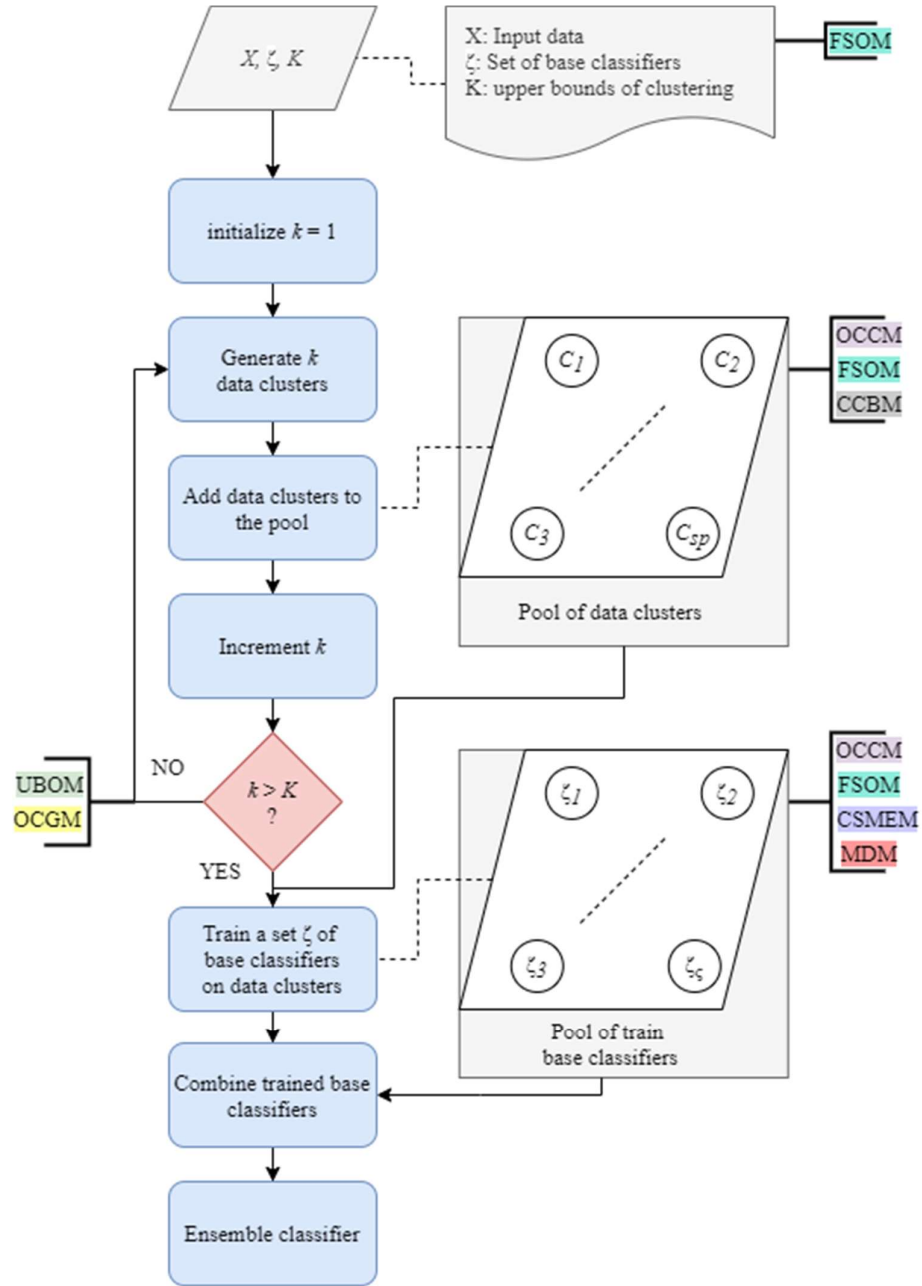 X, ζ, K
X: Input data
ζ: Set of base classifiers
K: upper bounds of clustering
FSOM
initialize k = 1
Generate k
data clusters
Add data clusters to
the pool
Increment k
C1
C2
C3
Csp
Pool of data clusters
OCCM
FSOM
CCBM
UBOM
OCGM
NO
k > K
?
YES
Train a set ζ of
base classifiers
on data clusters
ζ1
ζ2
ζ3
ζς
Pool of train
base classifiers
OCCM
FSOM
CSMEM
MDM
Combine trained base
classifiers
Ensemble classifier